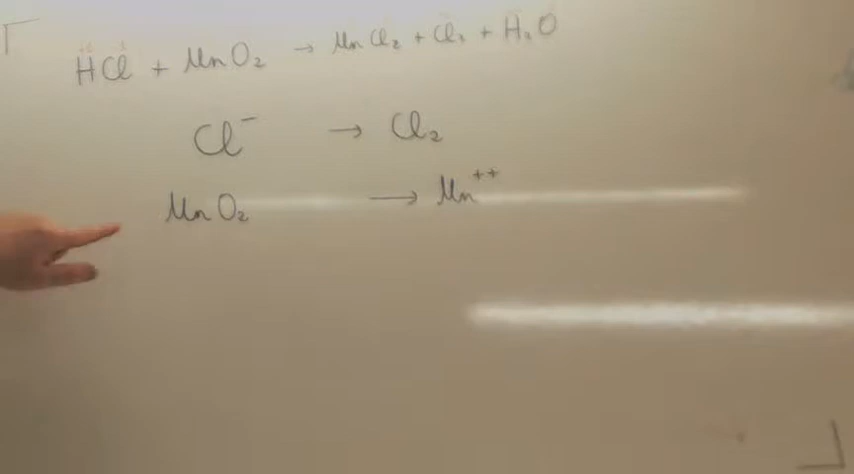 HCl + MnO₂ → MnCl₂ + Cl₂ + H₂O
Cl⁻ → Cl₂
MnO₂ → Mn⁺⁺